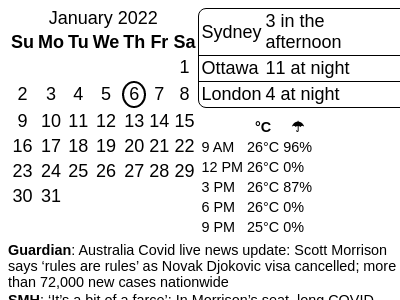 January 2022
Su Mo Tu We Th Fr Sa
1
2 3 4 5 6 7 8
9 10 11 12 13 14 15
16 17 18 19 20 21 22
23 24 25 26 27 28 29
30 31
Sydney 3 in the
afternoon
Ottawa 11 at night
London 4 at night
°C ☂
9 AM 26°C 96%
12 PM 26°C 0%
3 PM 26°C 87%
6 PM 26°C 0%
9 PM 25°C 0%
Guardian: Australia Covid live news update: Scott Morrison
says ‘rules are rules’ as Novak Djokovic visa cancelled; more
than 72,000 new cases nationwide
SMH: ‘It’s a bit of a farce’: In Morrison’s seat, long COVID